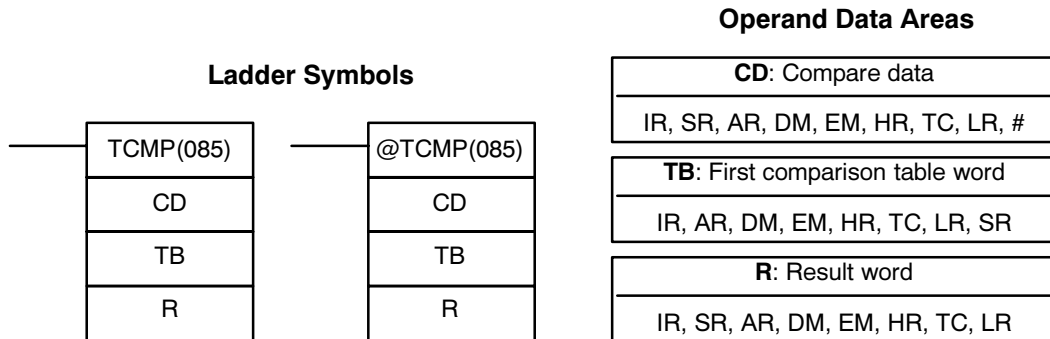 Operand Data Areas
Ladder Symbols
TCMP(085)
CD
TB
R
@TCMP(085)
CD
TB
R
CD: Compare data
IR, SR, AR, DM, EM, HR, TC, LR, #
TB: First comparison table word
IR, AR, DM, EM, HR, TC, LR, SR
R: Result word
IR, SR, AR, DM, EM, HR, TC, LR